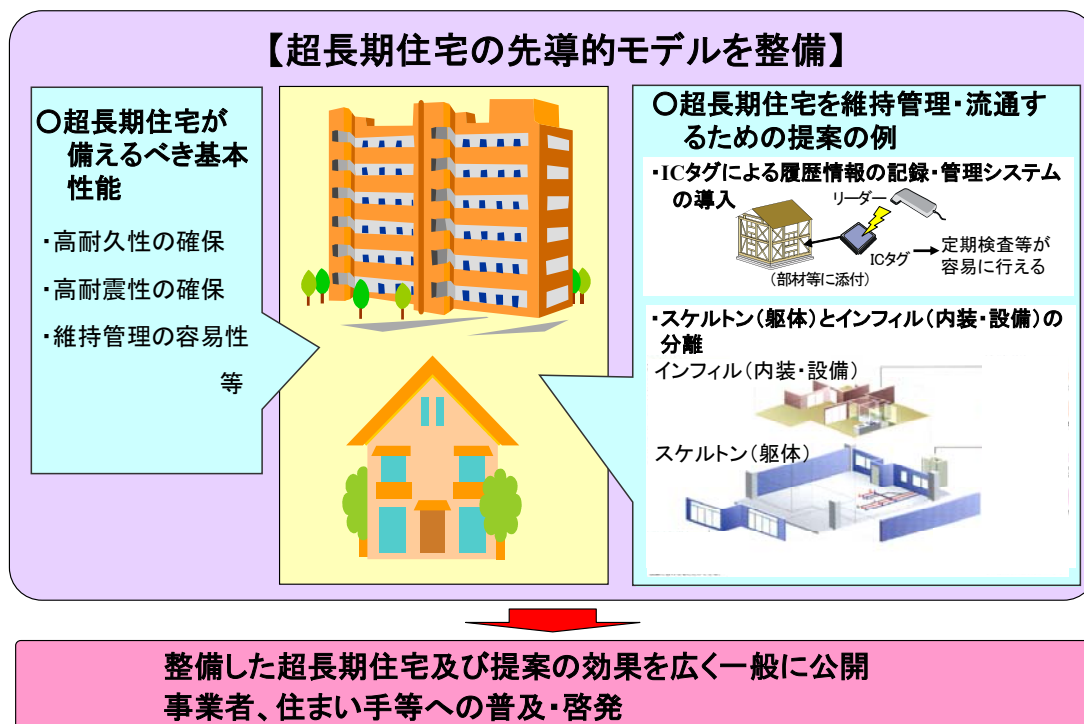 【超長期住宅の先導的モデルを整備】
○超長期住宅が
備えるべき基本
性能
・高耐久性の確保
・高耐震性の確保
・維持管理の容易性
等
○超長期住宅を維持管理・流通す
るための提案の例
・ICタグによる履歴情報の記録・管理システム
の導入
リーダー
ICタグ
定期検査等が
容易に行える
(部材等に添付)
・スケルトン(躯体)とインフィル(内装・設備)の
分離
インフィル(内装・設備)
スケルトン(躯体)
整備した超長期住宅及び提案の効果を広く一般に公開
事業者、住まい手等への普及・啓発